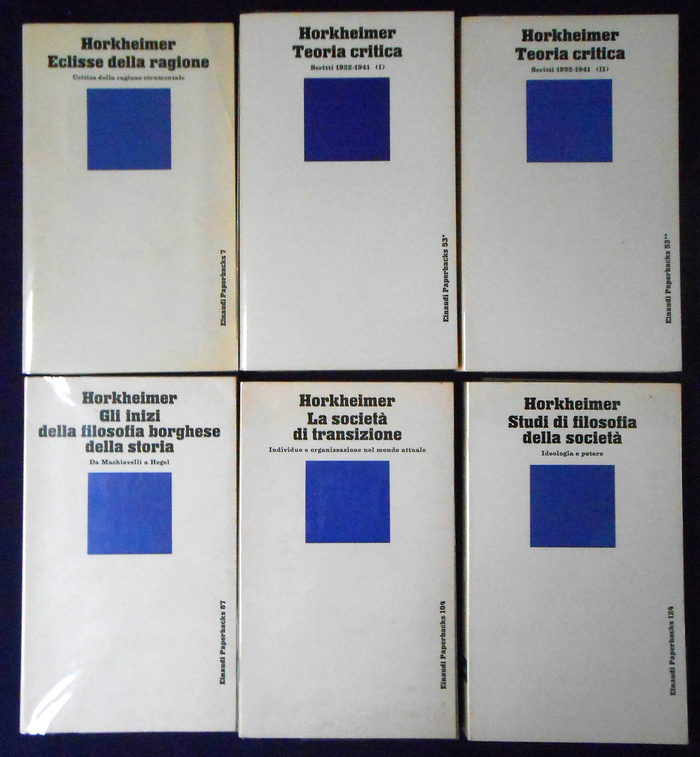 Horkheimer
Eclisse della ragione
Critica della ragione strumentale
Einaudi Paperbacks 7
Horkheimer
Teoria critica
Scritti 1932-1941 (I)
Einaudi Paperbacks 53*
Horkheimer
Teoria critica
Scritti 1932-1941 (II)
Einaudi Paperbacks 53**
Horkheimer
Gli inizi
della filosofia borghese
della storia
Da Machiavelli a Hegel
Einaudi Paperbacks 87
Horkheimer
La società
di transizione
Individuo e organizzazione nel mondo attuale
Einaudi Paperbacks 104
Horkheimer
Studi di filosofia
della società
Ideologia e potere
Einaudi Paperbacks 124